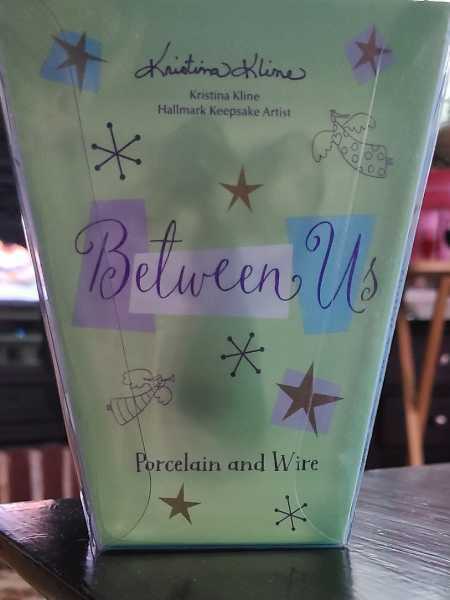 Kristina Kline
Kristina Kline
Hallmark Keepsake Artist
Between Us
Porcelain and Wire